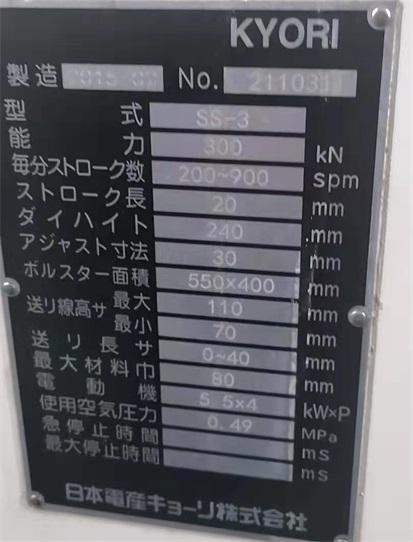 KYORI
製造 2015.07 No. 211031
型式 SS-3
能力 300 kN
毎分ストローク数 200~900 spm
ストローク長 20 mm
ダイハイト 240 mm
アジャスト寸法 30 mm
ボルスター面積 550×400 mm
送リ線高サ 最大 110 mm
最小 70 mm
送リ長サ 0~40 mm
最大材料巾 80 mm
電動機 5.5×4 kW×P
使用空気圧力 0.49 MPa
急停止時間 ms
最大停止時間 ms
日本電産キョーリ株式会社